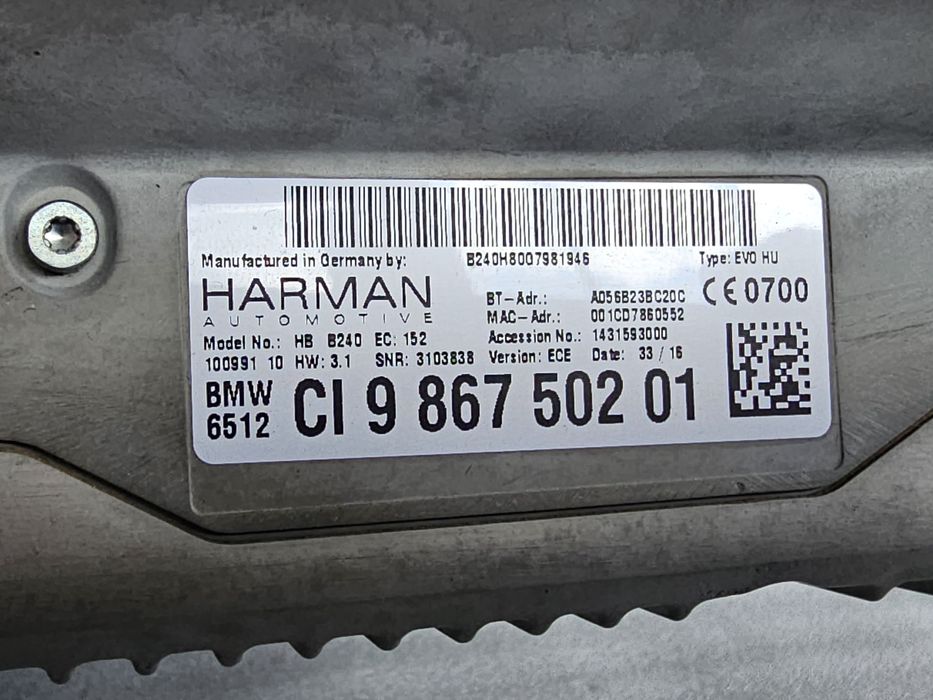 Manufactured in Germany by: B240H8007981946 Type: EVO HU
HARMAN
AUTOMOTIVE
BT-Adr.: A056B23BC20C CE 0700
MAC-Adr.: 001CD7860552
Model No.: HB B240 EC: 152 Accession No.: 1431593000
100991 10 HW: 3.1 SNR: 3103838 Version: ECE Date: 33 / 16
BMW
6512
CI 9 867 502 01